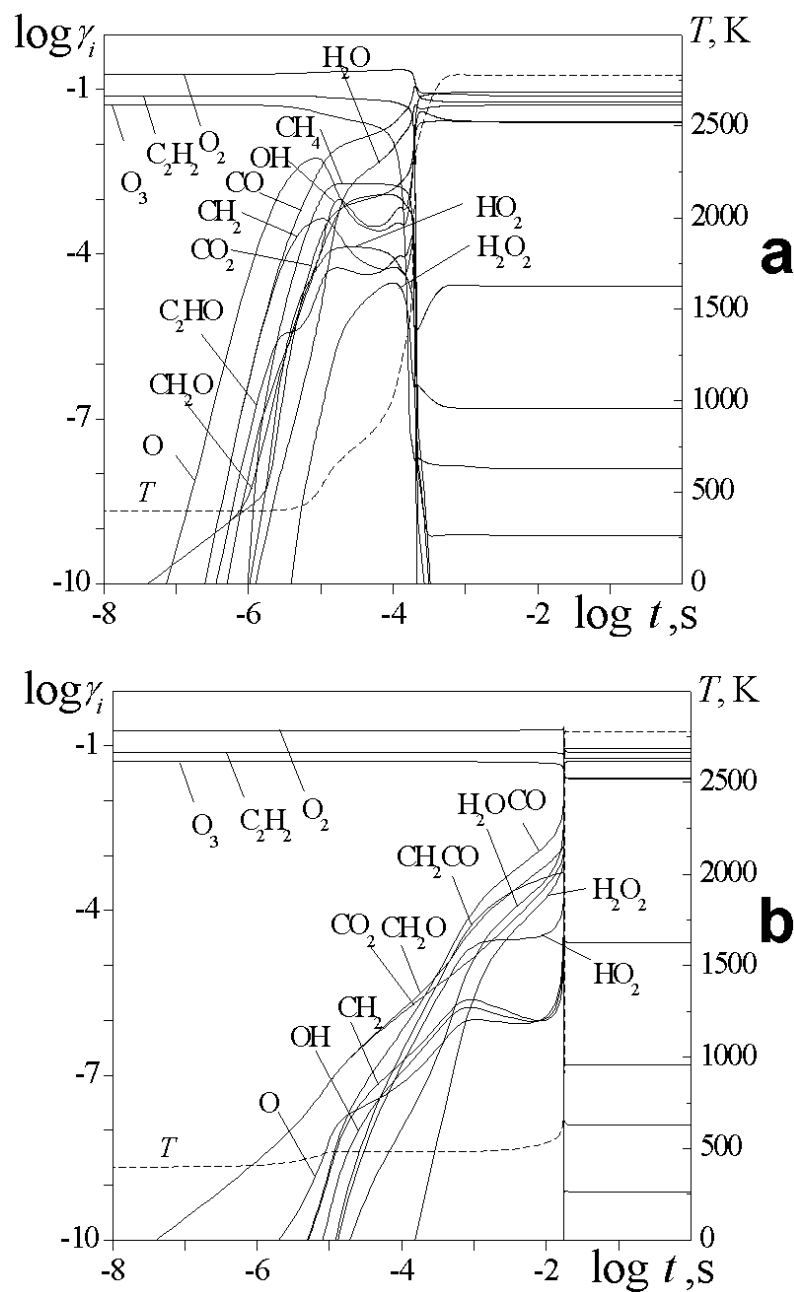 log γi T, K
H2O
-1
2500
CH4
C2H2 O2
OH
O3
CO
CH2
HO2
2000
-4
CO2
H2O2
a
C2HO
1500
CH2O
1000
-7
O
T
500
-10
0
-8 -6 -4 -2 log t ,s
log γi T, K
-1
2500
O3 C2H2 O2
H2O CO
CH2CO
2000
H2O2
-4
CO2 CH2O
b
1500
HO2
CH2
OH
1000
-7
O
T
500
-10
0
-8 -6 -4 -2 log t ,s